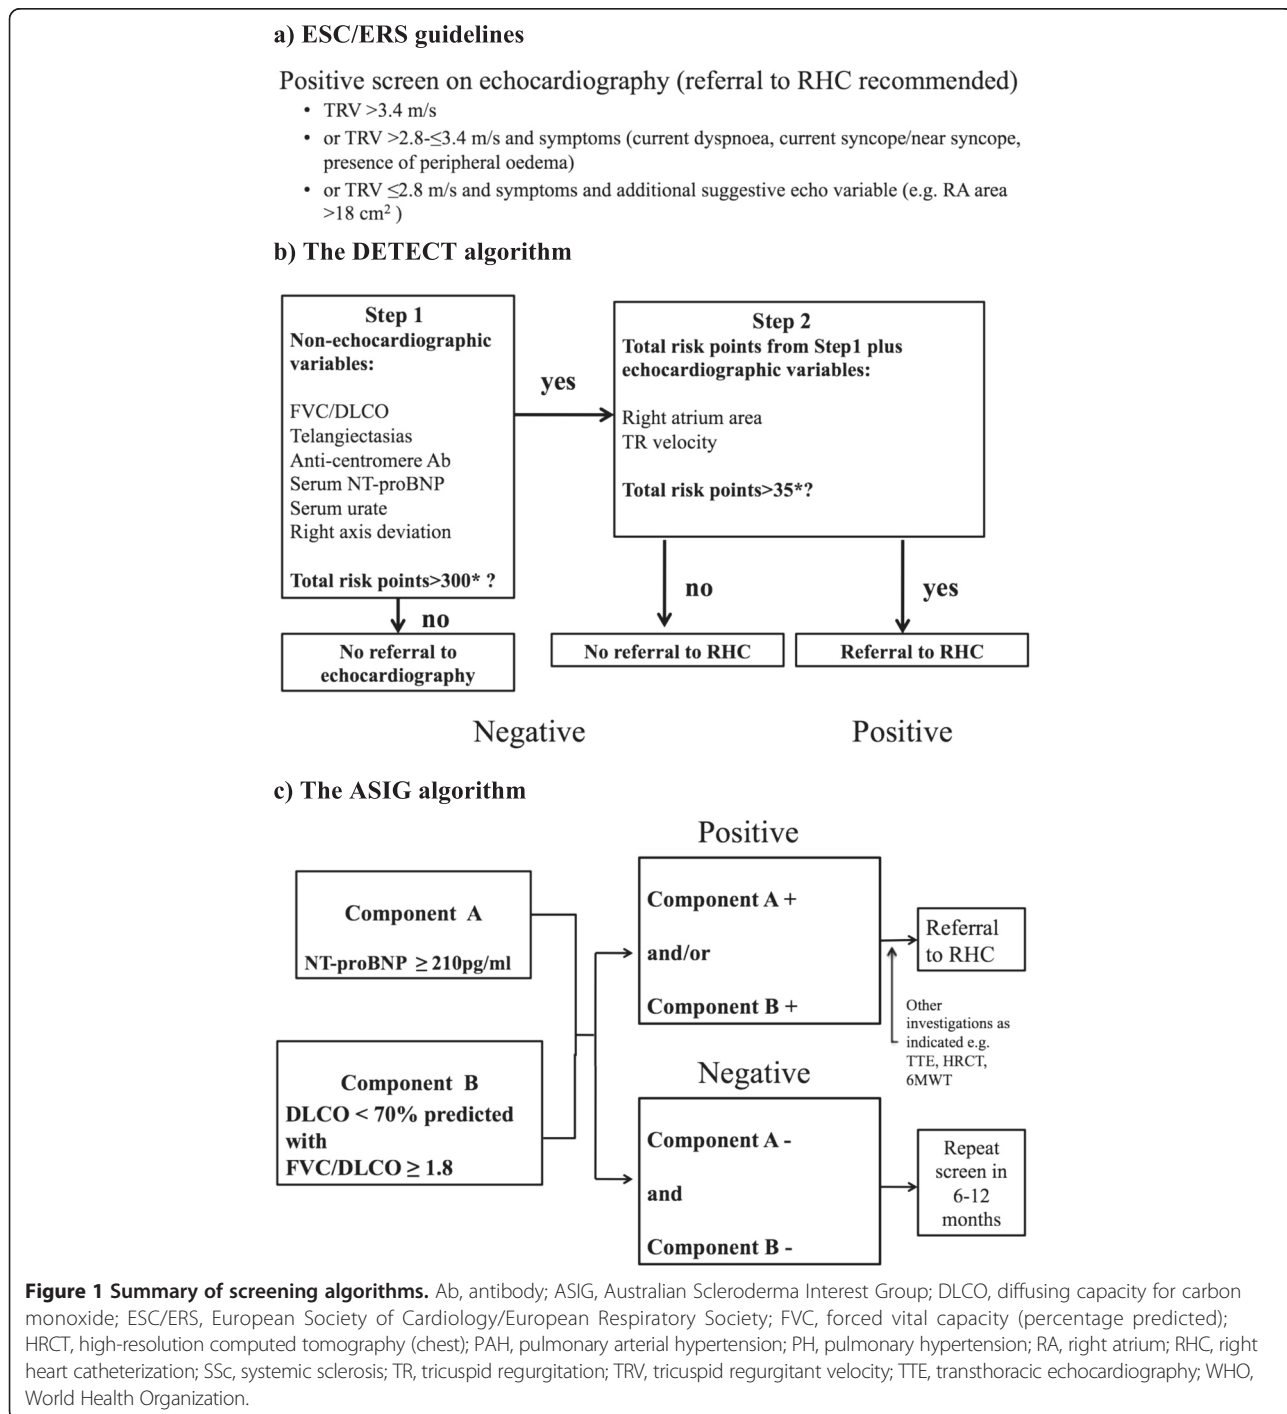 a) ESC/ERS guidelines
Positive screen on echocardiography (referral to RHC recommended)
• TRV >3.4 m/s
• or TRV >2.8-≤3.4 m/s and symptoms (current dyspnoea, current syncope/near syncope,
presence of peripheral oedema)
• or TRV ≤2.8 m/s and symptoms and additional suggestive echo variable (e.g. RA area
>18 cm² )
b) The DETECT algorithm
Step 1
Non-echocardiographic
variables:
FVC/DLCO
Telangiectasias
Anti-centromere Ab
Serum NT-proBNP
Serum urate
Right axis deviation
Total risk points>300* ?
yes
Step 2
Total risk points from Step1 plus
echocardiographic variables:
Right atrium area
TR velocity
Total risk points>35*?
no
no
yes
No referral to
echocardiography
No referral to RHC
Referral to RHC
Negative
Positive
c) The ASIG algorithm
Positive
Component A
NT-proBNP ≥ 210pg/ml
Component B
DLCO < 70% predicted
with
FVC/DLCO ≥ 1.8
Component A +
and/or
Component B +
Referral
to RHC
Other
investigations as
indicated e.g.
TTE, HRCT,
6MWT
Negative
Component A -
and
Component B -
Repeat
screen in
6-12
months
Figure 1 Summary of screening algorithms. Ab, antibody; ASIG, Australian Scleroderma Interest Group; DLCO, diffusing capacity for carbon
monoxide; ESC/ERS, European Society of Cardiology/European Respiratory Society; FVC, forced vital capacity (percentage predicted);
HRCT, high-resolution computed tomography (chest); PAH, pulmonary arterial hypertension; PH, pulmonary hypertension; RA, right atrium; RHC, right
heart catheterization; SSc, systemic sclerosis; TR, tricuspid regurgitation; TRV, tricuspid regurgitant velocity; TTE, transthoracic echocardiography; WHO,
World Health Organization.